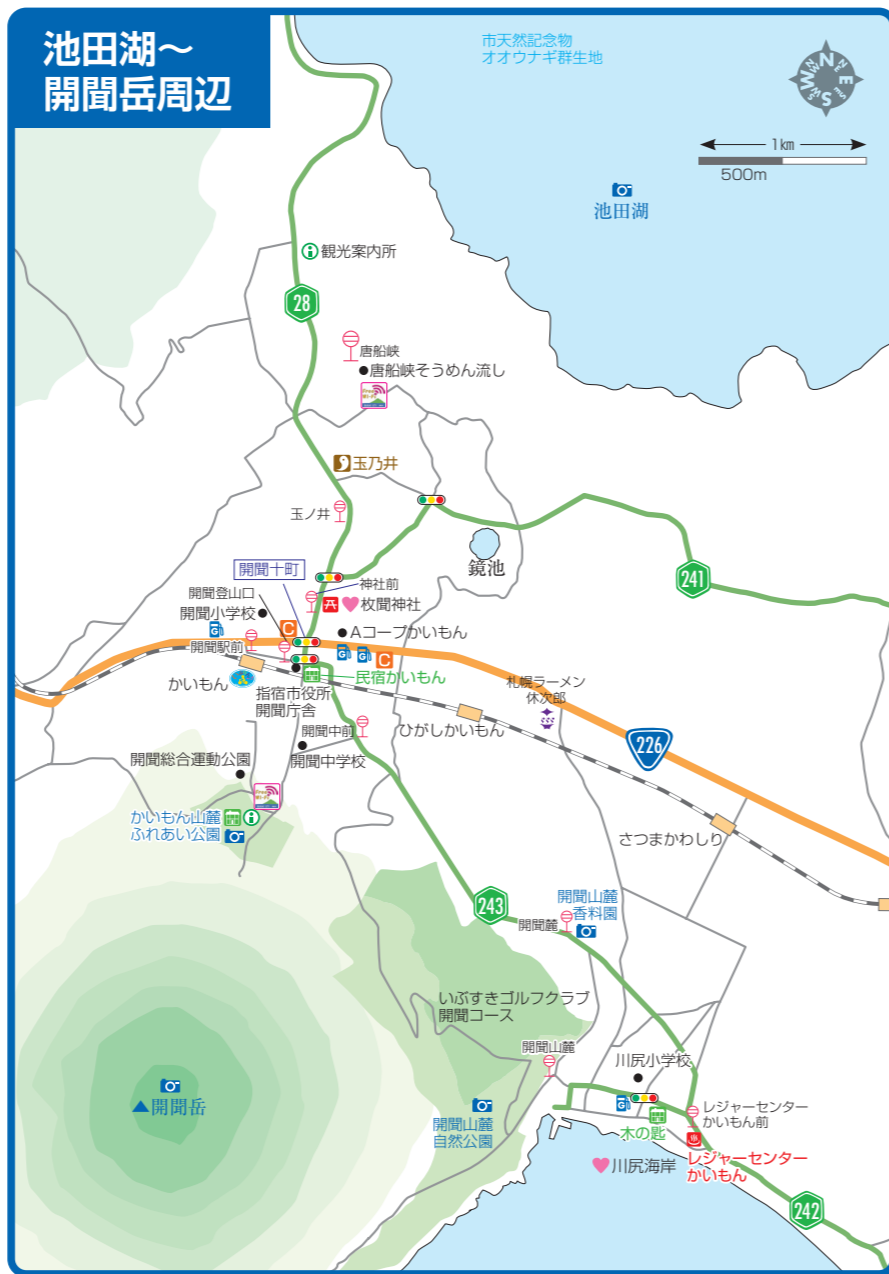 池田湖～
開聞岳周辺
市天然記念物
オオウナギ群生地
N
E
S
W
1km
500m
池田湖
観光案内所
28
唐船峡
唐船峡そうめん流し
玉乃井
玉ノ井
鏡池
241
開聞十町
神社前
開聞登山口
枚聞神社
開聞小学校
Aコープかいもん
C
G
開聞駅前
G
G
C
民宿かいもん
かいもん
指宿市役所
開聞庁舎
札幌ラーメン
休次郎
ひがしかいもん
開聞中前
226
開聞中学校
開聞総合運動公園
かいもん山麓
ふれあい公園
さつまかわしり
243
開聞山麓
香料園
開聞麓
いぶすきゴルフクラブ
開聞コース
開聞山麓
川尻小学校
▲開聞岳
G
レジャーセンター
かいもん前
開聞山麓
自然公園
木の匙
川尻海岸
レジャーセンター
かいもん
242